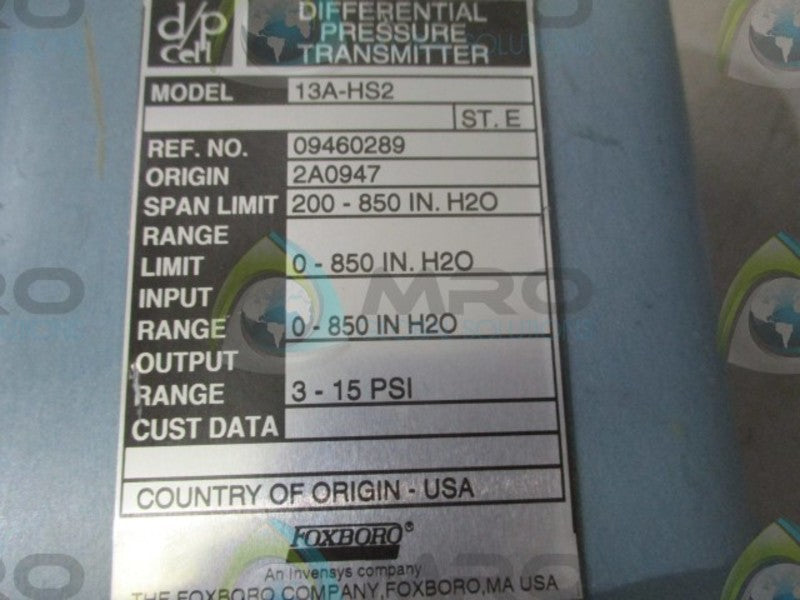 d/p
Cell
DIFFERENTIAL
PRESSURE
TRANSMITTER
MODEL 13A-HS2
ST. E
REF. NO. 09460289
ORIGIN 2A0947
SPAN LIMIT 200 - 850 IN. H2O
RANGE
LIMIT 0 - 850 IN. H2O
INPUT
RANGE 0 - 850 IN H2O
OUTPUT
RANGE 3 - 15 PSI
CUST DATA
COUNTRY OF ORIGIN - USA
FOXBORO®
An Invensys company
THE FOXBORO COMPANY, FOXBORO, MA USA
MRO
SOLUTIONS